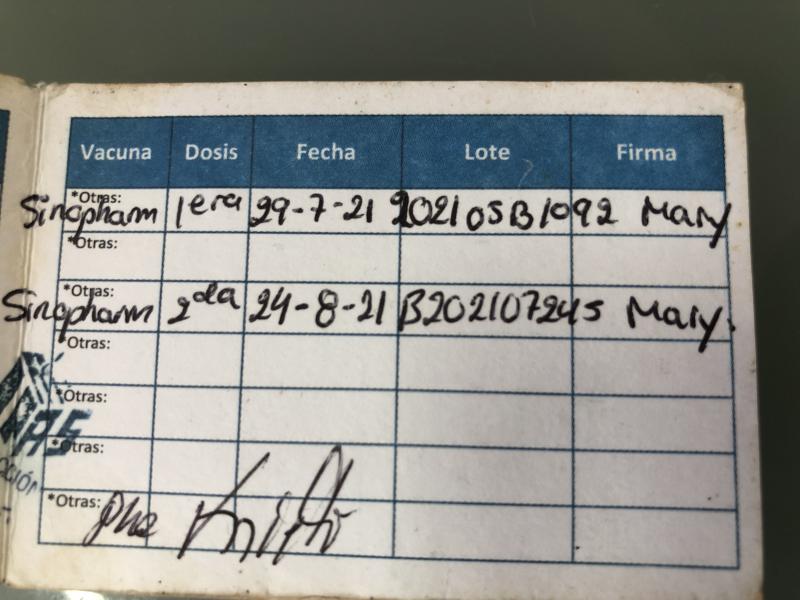 Vacuna Dosis Fecha Lote Firma
*Otras:
Sinopharm 1era 29-7-21 202105B1092 Mary
*Otras:
*Otras:
Sinopharm 2da 24-8-21 B202107245 Mary.
*Otras:
*Otras:
*Otras:
*Otras: